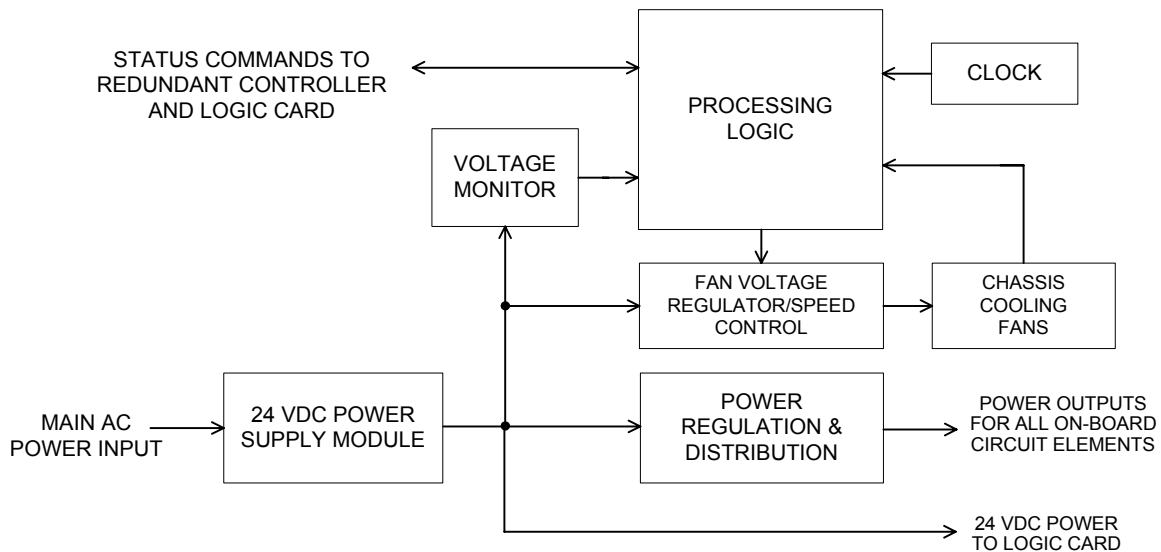 STATUS COMMANDS TO
REDUNDANT CONTROLLER
AND LOGIC CARD
PROCESSING
LOGIC
CLOCK
VOLTAGE
MONITOR
FAN VOLTAGE
REGULATOR/SPEED
CONTROL
CHASSIS
COOLING
FANS
MAIN AC
POWER INPUT
24 VDC POWER
SUPPLY MODULE
POWER
REGULATION &
DISTRIBUTION
POWER OUTPUTS
FOR ALL ON-BOARD
CIRCUIT ELEMENTS
24 VDC POWER
TO LOGIC CARD